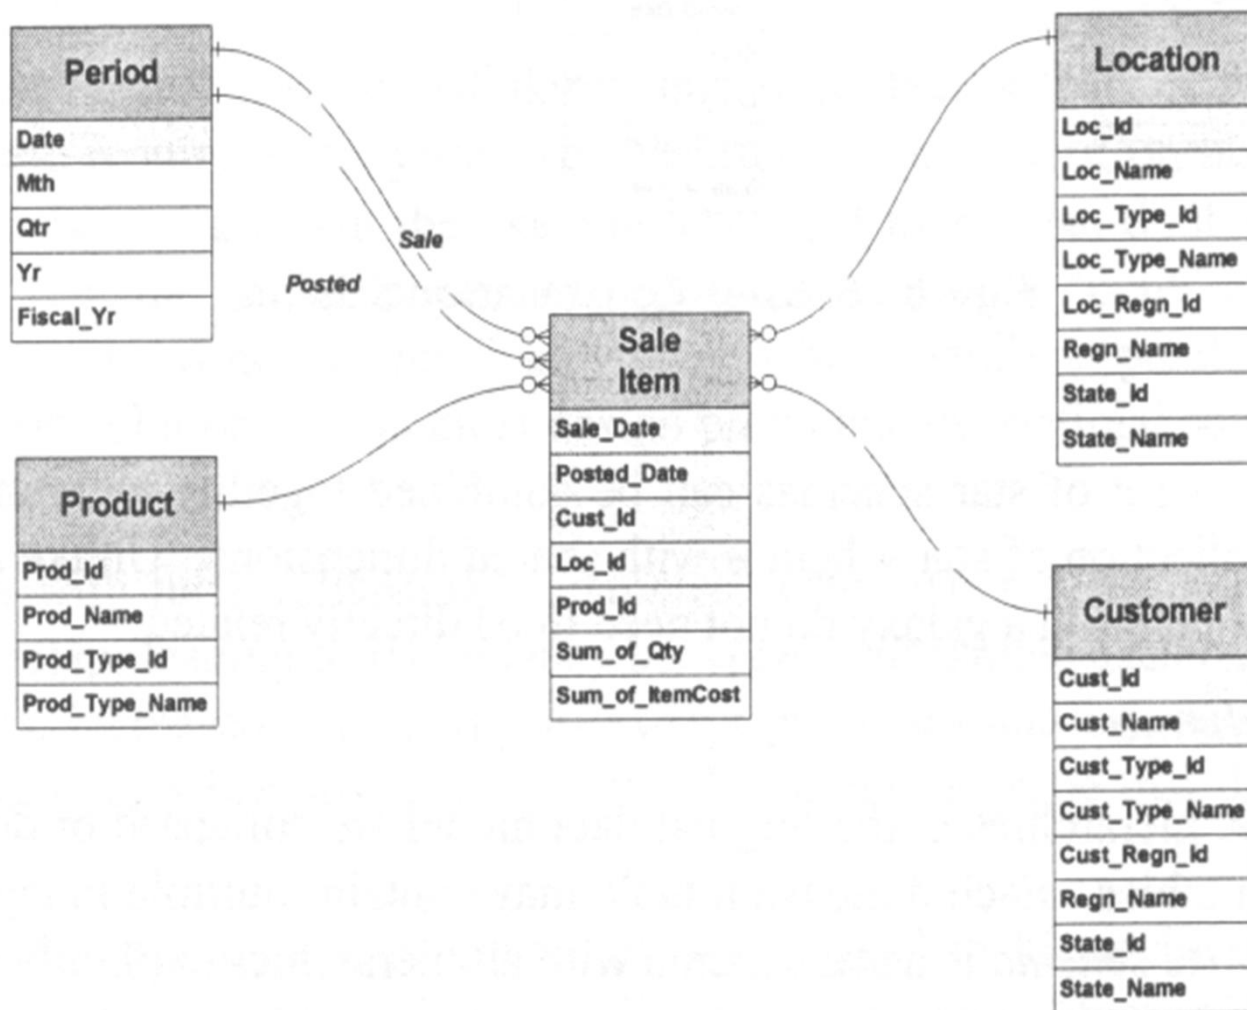 Period
Date
Mth
Qtr
Yr
Fiscal_Yr
Sale
Posted
Product
Prod_Id
Prod_Name
Prod_Type_Id
Prod_Type_Name
Sale
Item
Sale_Date
Posted_Date
Cust_Id
Loc_Id
Prod_Id
Sum_of_Qty
Sum_of_ItemCost
Location
Loc_Id
Loc_Name
Loc_Type_Id
Loc_Type_Name
Loc_Regn_Id
Regn_Name
State_Id
State_Name
Customer
Cust_Id
Cust_Name
Cust_Type_Id
Cust_Type_Name
Cust_Regn_Id
Regn_Name
State_Id
State_Name